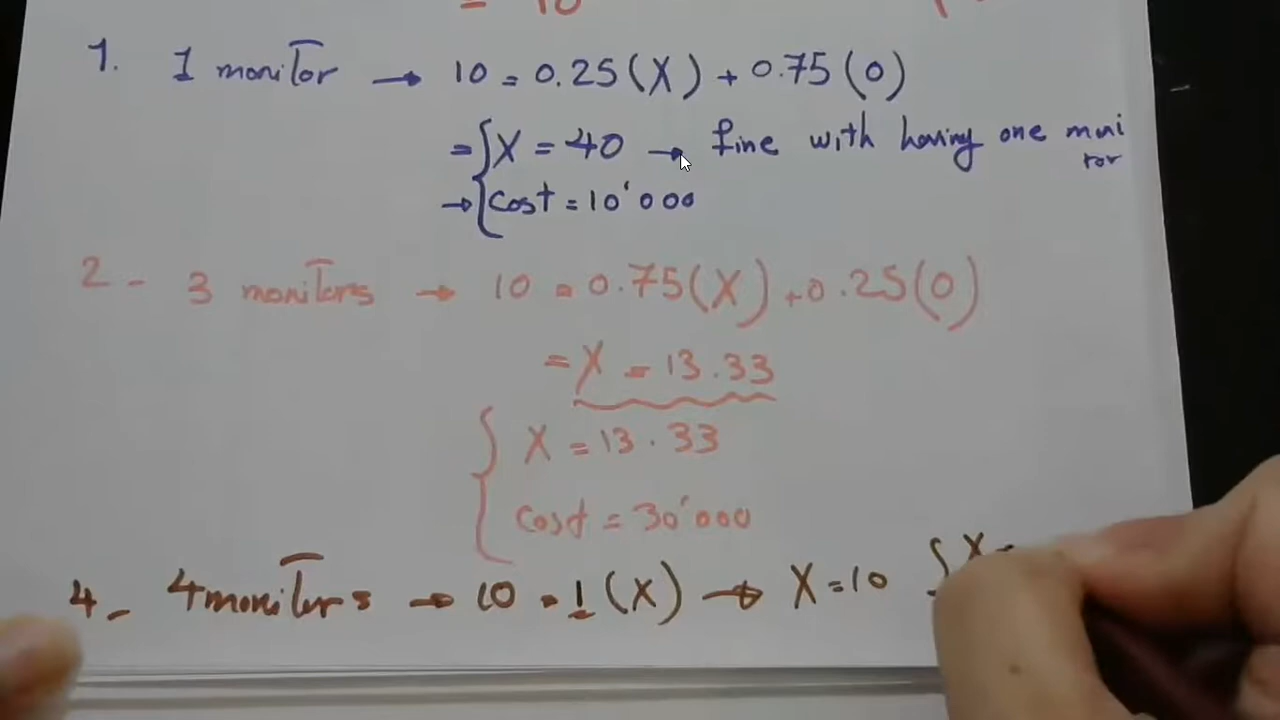 = 10
1. 1 monitor → 10 = 0.25(X) + 0.75(0)
= { X = 40 → fine with having one moni
tor
→ { cost = 10'000
2 - 3 monitors → 10 = 0.75(X) + 0.25(0)
= X = 13.33
{ X = 13.33
cost = 30'000
4 - 4 monitors → 10 = 1(X) → X = 10 { X =